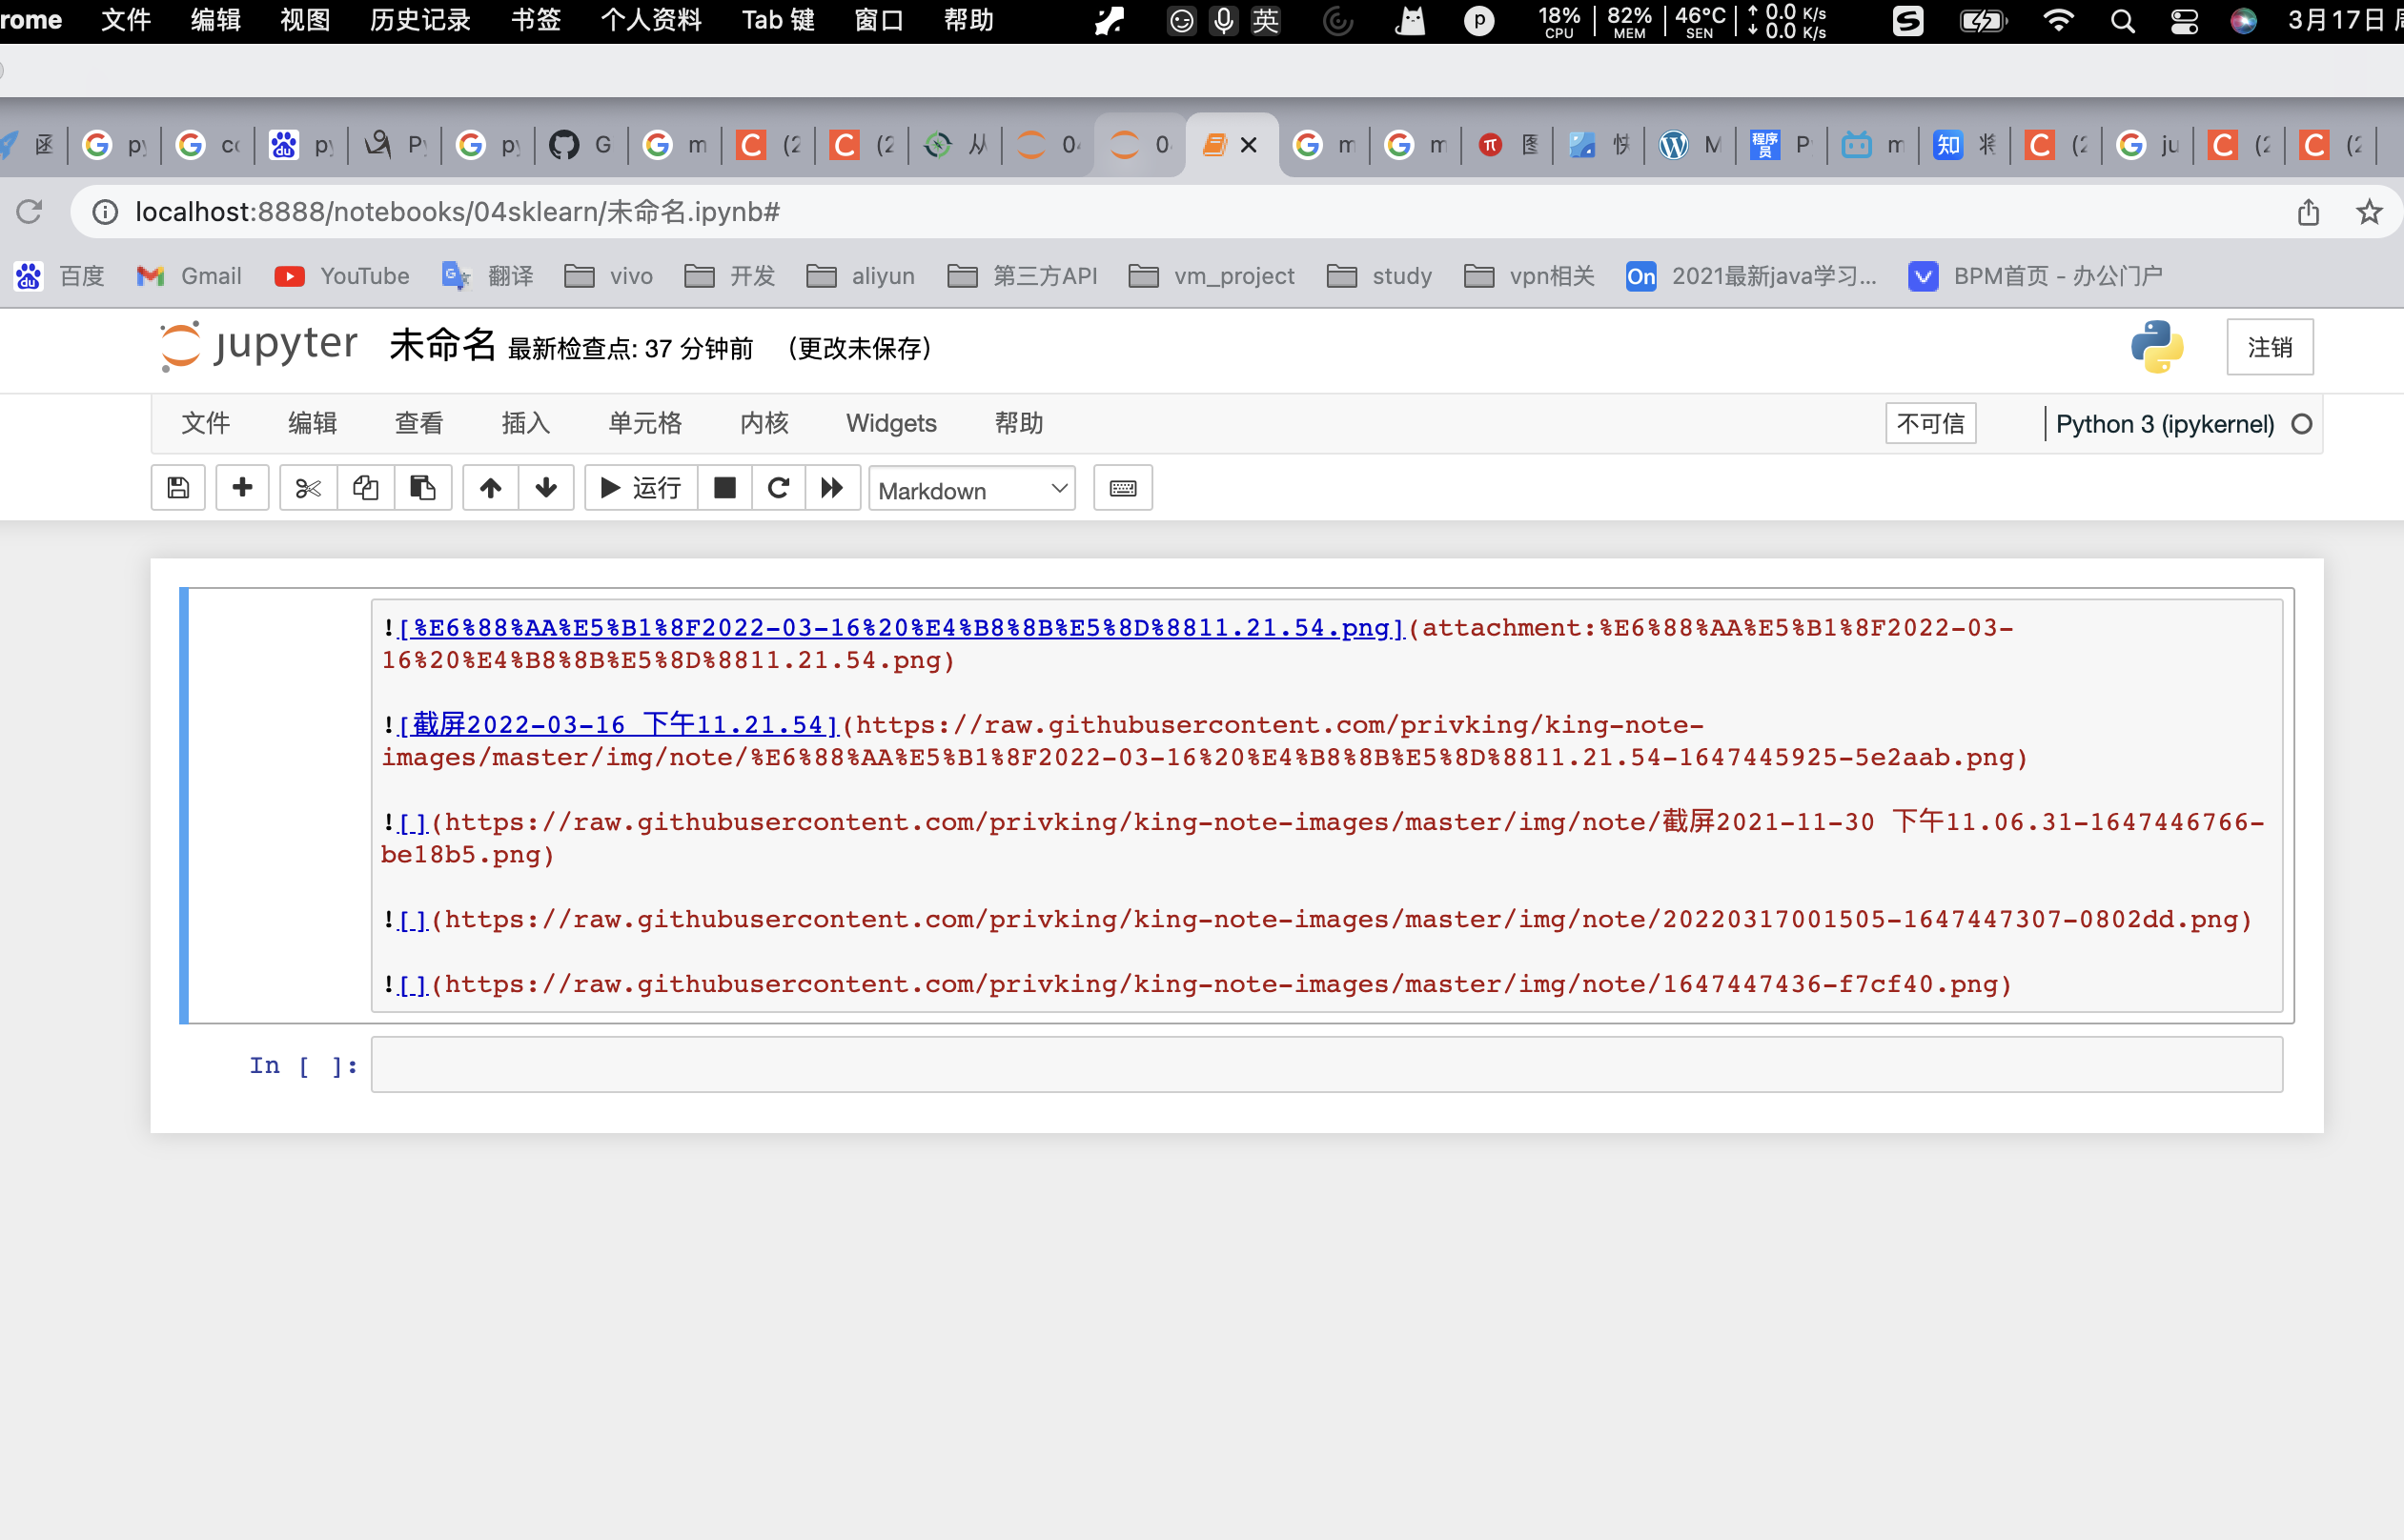 rome 文件 编辑 视图 历史记录 书签 个人资料 Tab 键 窗口 帮助 英 p 18% CPU 82% MEM 46°C SEN 0.0 K/s 0.0 K/s 3月17日
P G M P
localhost:8888/notebooks/04sklearn/未命名.ipynb#
百度 Gmail YouTube 翻译 vivo 开发 aliyun 第三方API vm_project study vpn相关 On 2021最新java学习... BPM首页 - 办公门户
jupyter 未命名 最新检查点: 37 分钟前 (更改未保存) 注销
文件 编辑 查看 插入 单元格 内核 Widgets 帮助 不可信 Python 3 (ipykernel)
运行 Markdown
![%E6%88%AA%E5%B1%8F2022-03-16%20%E4%B8%8B%E5%8D%8811.21.54.png](attachment:%E6%88%AA%E5%B1%8F2022-03-
16%20%E4%B8%8B%E5%8D%8811.21.54.png)
![截屏2022-03-16 下午11.21.54](https://raw.githubusercontent.com/privking/king-note-
images/master/img/note/%E6%88%AA%E5%B1%8F2022-03-16%20%E4%B8%8B%E5%8D%8811.21.54-1647445925-5e2aab.png)
![](https://raw.githubusercontent.com/privking/king-note-images/master/img/note/截屏2021-11-30 下午11.06.31-1647446766-
be18b5.png)
![](https://raw.githubusercontent.com/privking/king-note-images/master/img/note/20220317001505-1647447307-0802dd.png)
![](https://raw.githubusercontent.com/privking/king-note-images/master/img/note/1647447436-f7cf40.png)
In [ ]: